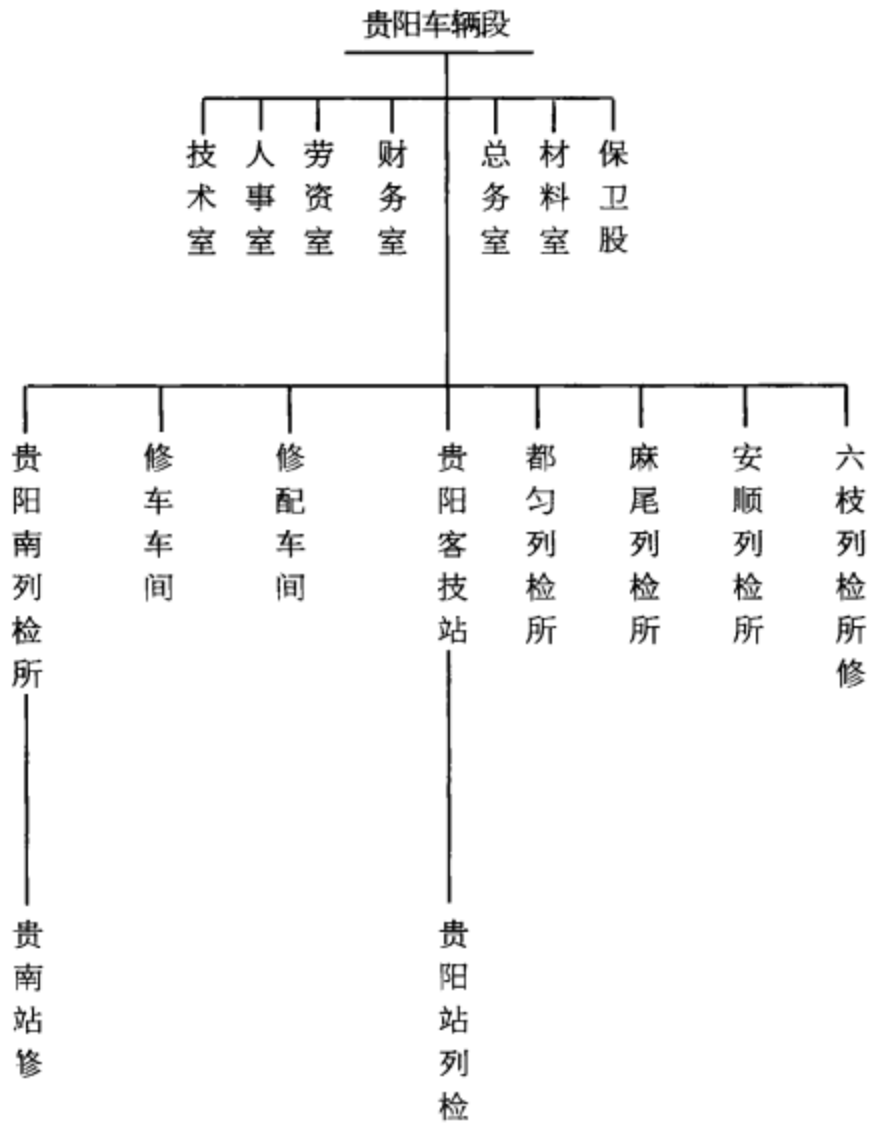 贵阳车辆段
技术室
人事室
劳资室
财务室
总务室
材料室
保卫股
贵阳南列检所
修车车间
修配车间
贵阳客技站
都匀列检所
麻尾列检所
安顺列检所
六枝列检所修
贵南站修
贵阳站列检